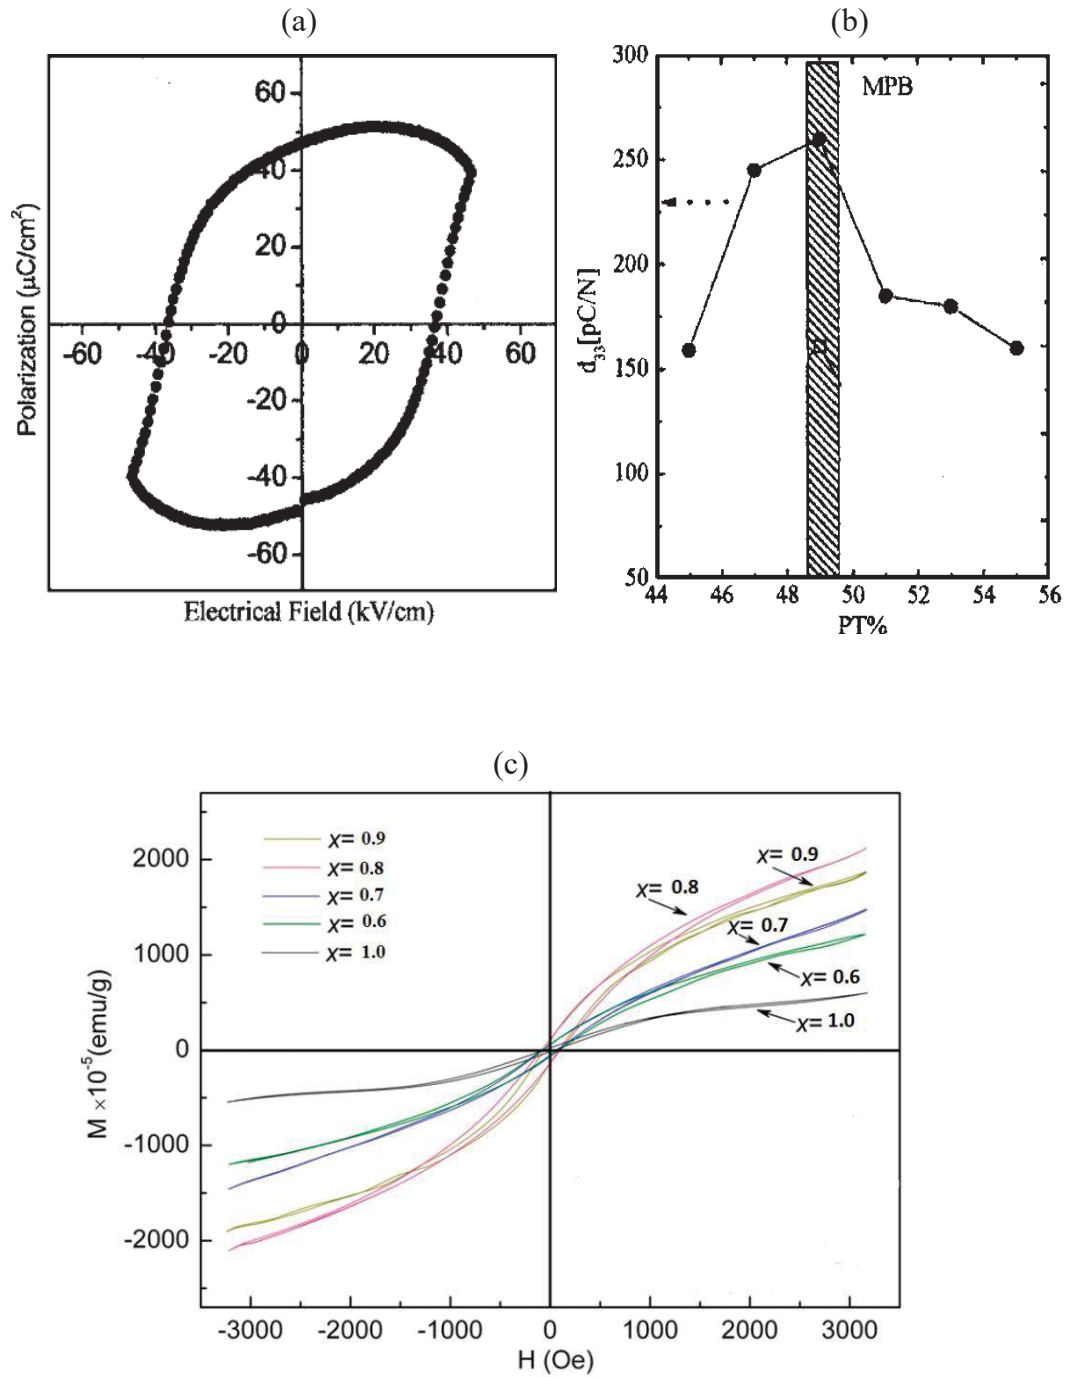 (a)
60
40
20
0
-20
-40
-60
-60
-40
-20
0
20
40
60
Polarization (μC/cm²)
Electrical Field (kV/cm)
(b)
300
250
200
150
100
50
44
46
48
50
52
54
56
MPB
d₃₃[pC/N]
PT%
(c)
2000
1000
0
-1000
-2000
-3000
-2000
-1000
0
1000
2000
3000
M ×10⁻⁵(emu/g)
H (Oe)
x= 0.9
x= 0.8
x= 0.7
x= 0.6
x= 1.0
x= 0.9
x= 0.8
x= 0.7
x= 0.6
x= 1.0